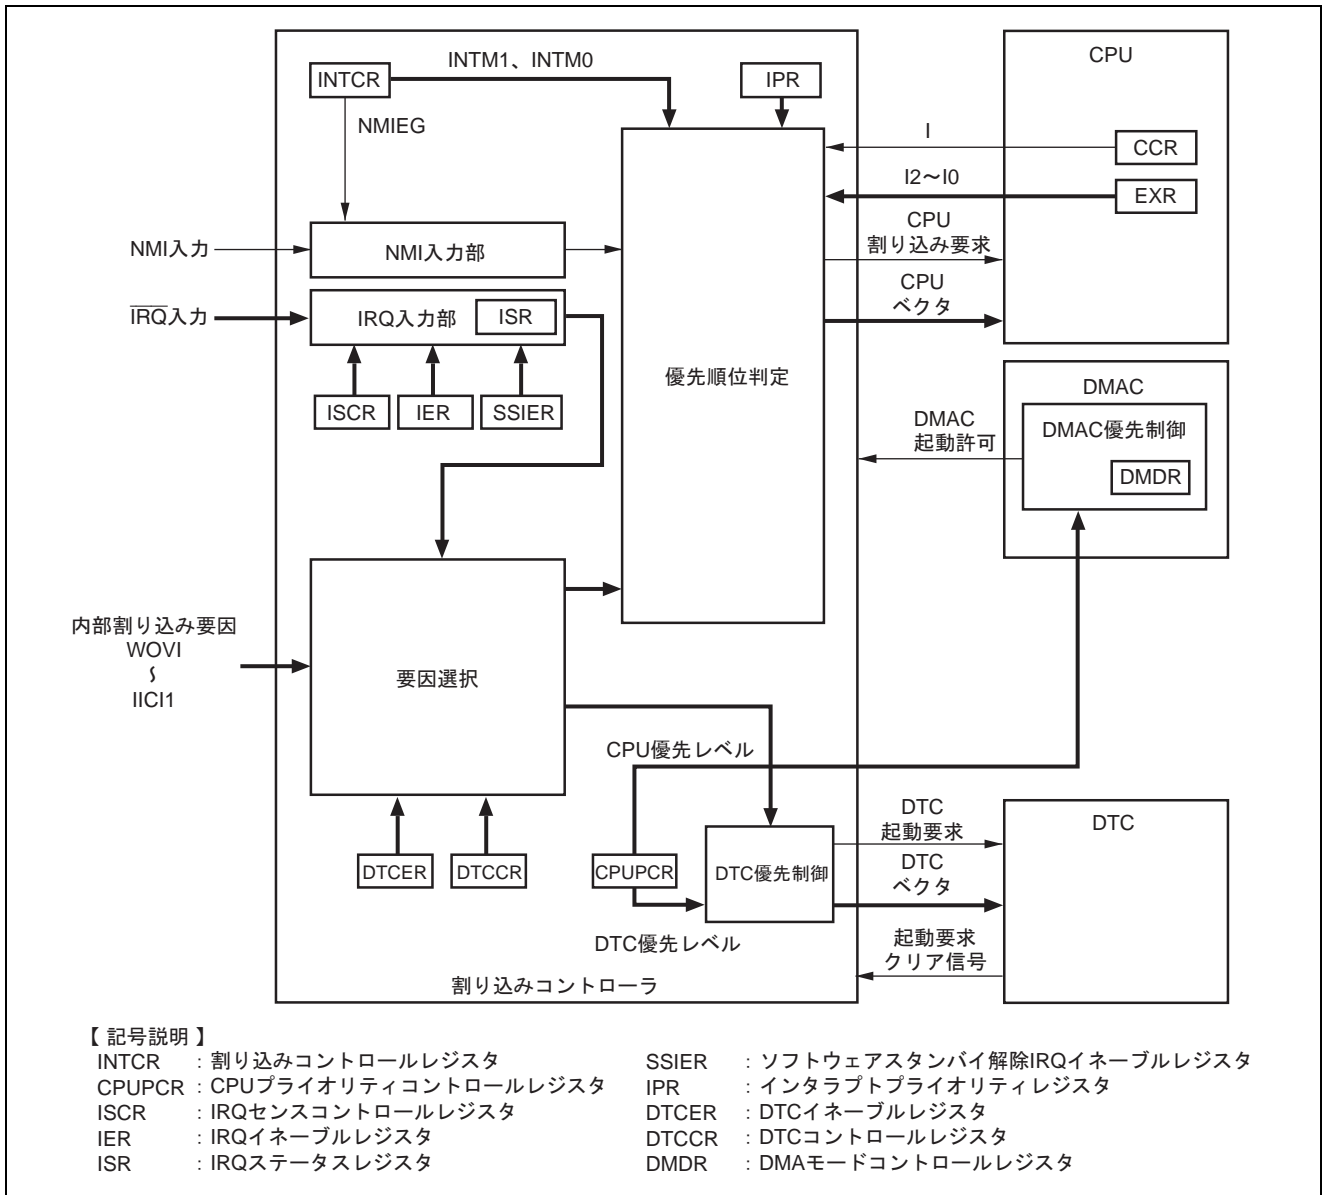 INTM1、INTM0
CPU
INTCR
IPR
NMIEG
I
CCR
I2～I0
EXR
CPU
割り込み要求
NMI入力
NMI入力部
CPU
ベクタ
IRQ入力
IRQ入力部
ISR
優先順位判定
DMAC
ISCR
IER
SSIER
DMAC
起動許可
DMAC優先制御
DMDR
内部割り込み要因
WOVI
～
IICI1
要因選択
CPU優先レベル
DTC
起動要求
DTC
DTCER
DTCCR
CPUPCR
DTC優先制御
DTC
ベクタ
DTC優先レベル
起動要求
クリア信号
割り込みコントローラ
【 記号説明 】
INTCR : 割り込みコントロールレジスタ
CPUPCR : CPUプライオリティコントロールレジスタ
ISCR : IRQセンスコントロールレジスタ
IER : IRQイネーブルレジスタ
ISR : IRQステータスレジスタ
SSIER : ソフトウェアスタンバイ解除IRQイネーブルレジスタ
IPR : インタラプトプライオリティレジスタ
DTCER : DTCイネーブルレジスタ
DTCCR : DTCコントロールレジスタ
DMDR : DMAモードコントロールレジスタ